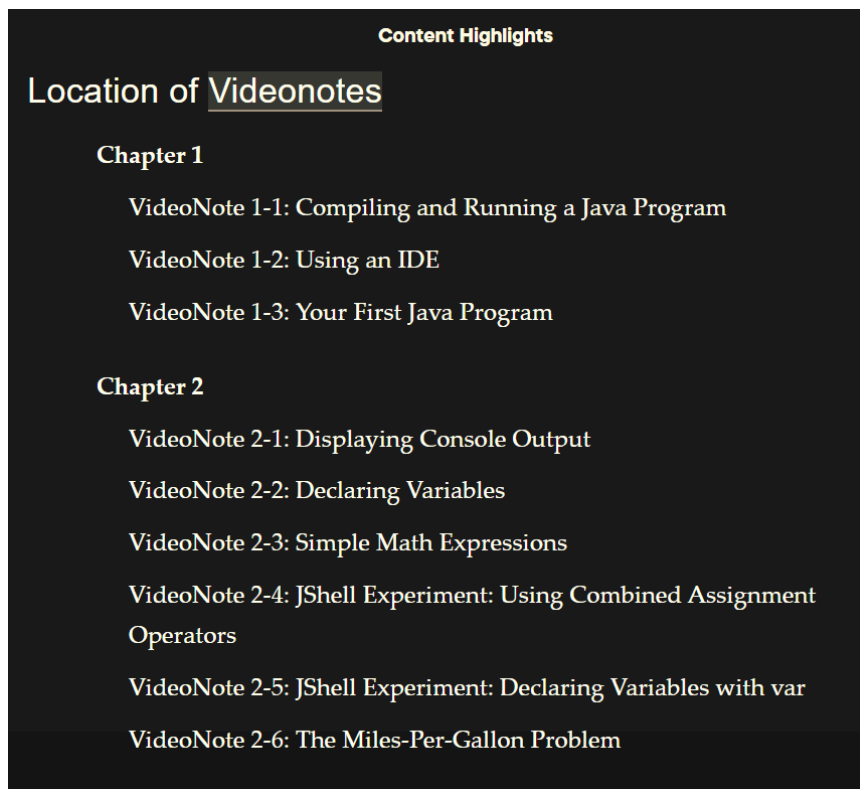 Content Highlights
Location of Videonotes
Chapter 1
VideoNote 1-1: Compiling and Running a Java Program
VideoNote 1-2: Using an IDE
VideoNote 1-3: Your First Java Program
Chapter 2
VideoNote 2-1: Displaying Console Output
VideoNote 2-2: Declaring Variables
VideoNote 2-3: Simple Math Expressions
VideoNote 2-4: JShell Experiment: Using Combined Assignment
Operators
VideoNote 2-5: JShell Experiment: Declaring Variables with var
VideoNote 2-6: The Miles-Per-Gallon Problem